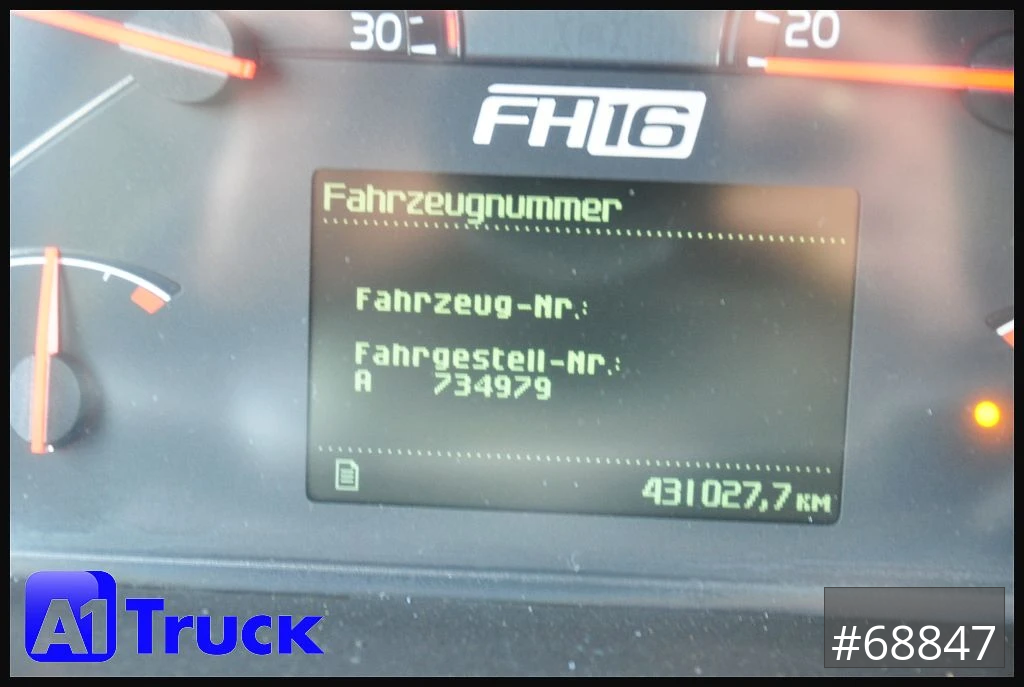 30
20
FH16
Fahrzeugnummer
Fahrzeug-Nr.:
Fahrgestell-Nr.:
A 734979
431027,7 KM
A1 Truck
#68847